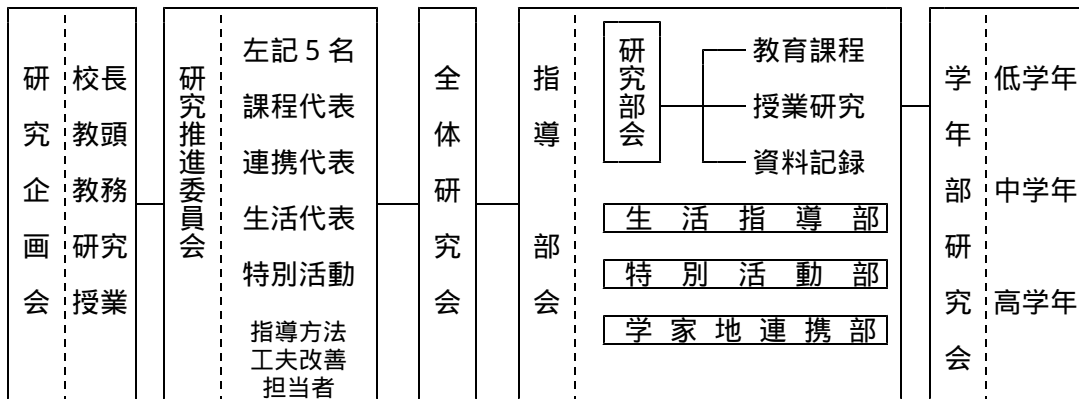 研究企画会
校長
教頭
教務
研究
授業
研究推進委員会
左記5名
課程代表
連携代表
生活代表
特別活動
指導方法
工夫改善
担当者
全体研究会
指導部会
研究部会
教育課程
授業研究
資料記録
生活指導部
特別活動部
学家地連携部
学年部研究会
低学年
中学年
高学年